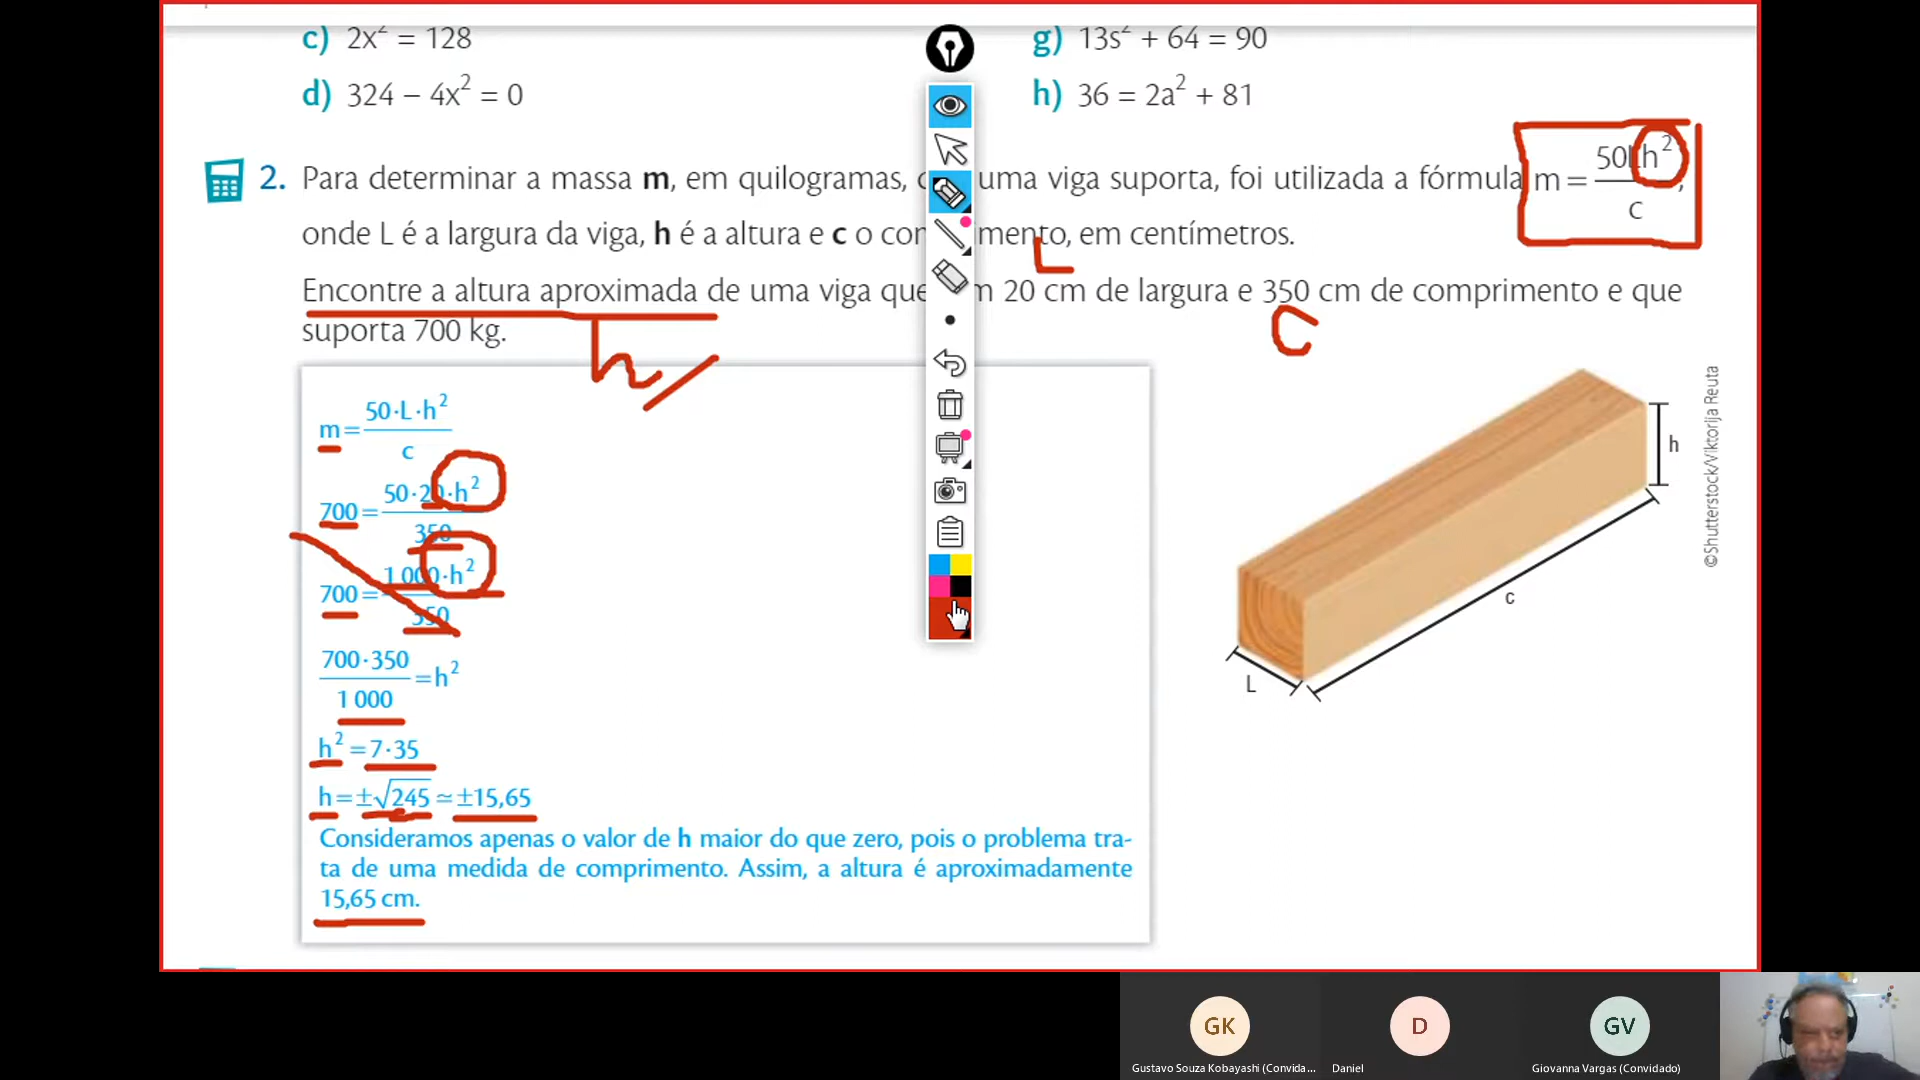 c) 2x² = 128
g) 13s² + 64 = 90
d) 324 − 4x² = 0
h) 36 = 2a² + 81
2. Para determinar a massa m, em quilogramas, uma viga suporta, foi utilizada a fórmula m = 50Lh² / c,
onde L é a largura da viga, h é a altura e c o mento, em centímetros.
L
Encontre a altura aproximada de uma viga que 20 cm de largura e 350 cm de comprimento e que
suporta 700 kg.
h
C
m = 50·L·h² / c
700 = 50·20·h² / 350
700 = 1 000·h² / 350
700·350 / 1 000 = h²
h² = 7·35
h = ±√245 ≃ ±15,65
Consideramos apenas o valor de h maior do que zero, pois o problema tra-
ta de uma medida de comprimento. Assim, a altura é aproximadamente
15,65 cm.
h
c
L
©Shutterstock/Viktorija Reuta
GK
D
GV
Gustavo Souza Kobayashi (Convida...
Daniel
Giovanna Vargas (Convidado)